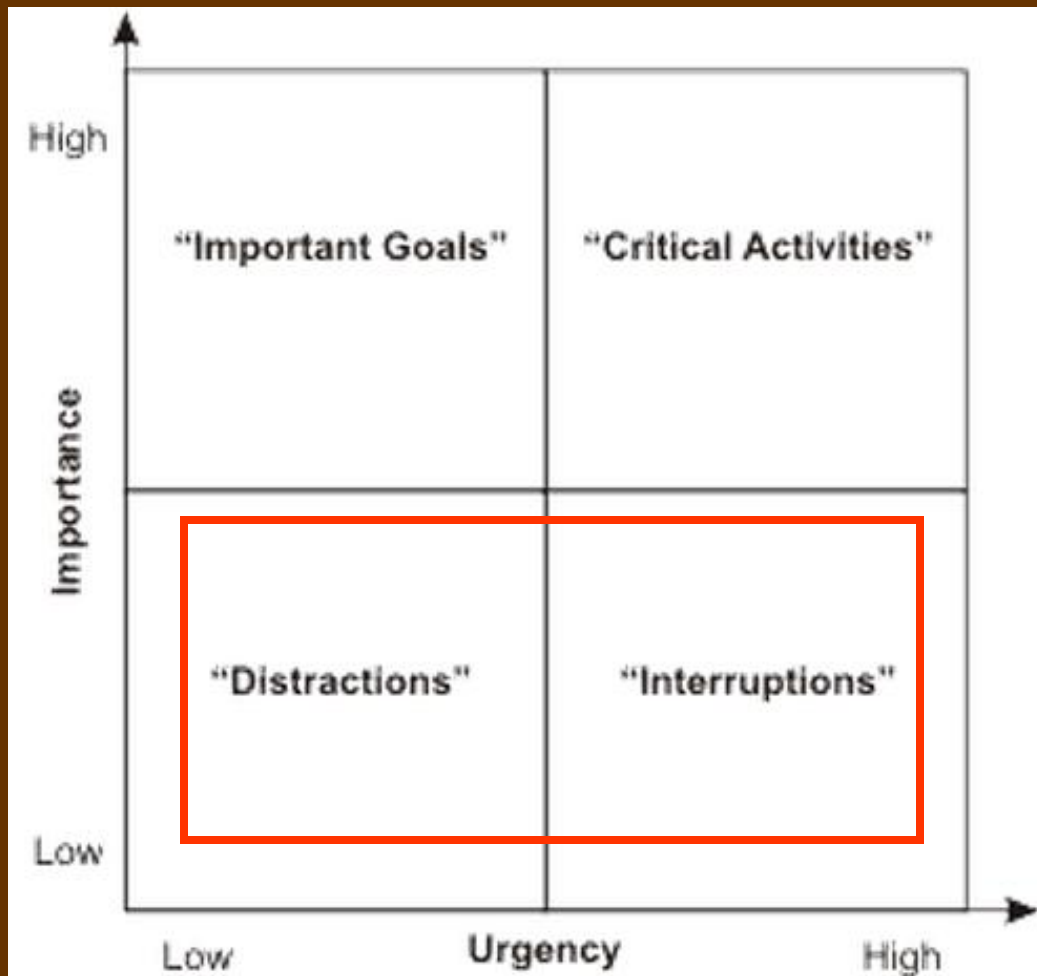 High
“Important Goals” “Critical Activities”
Importance
“Distractions” “Interruptions”
Low
Low Urgency High